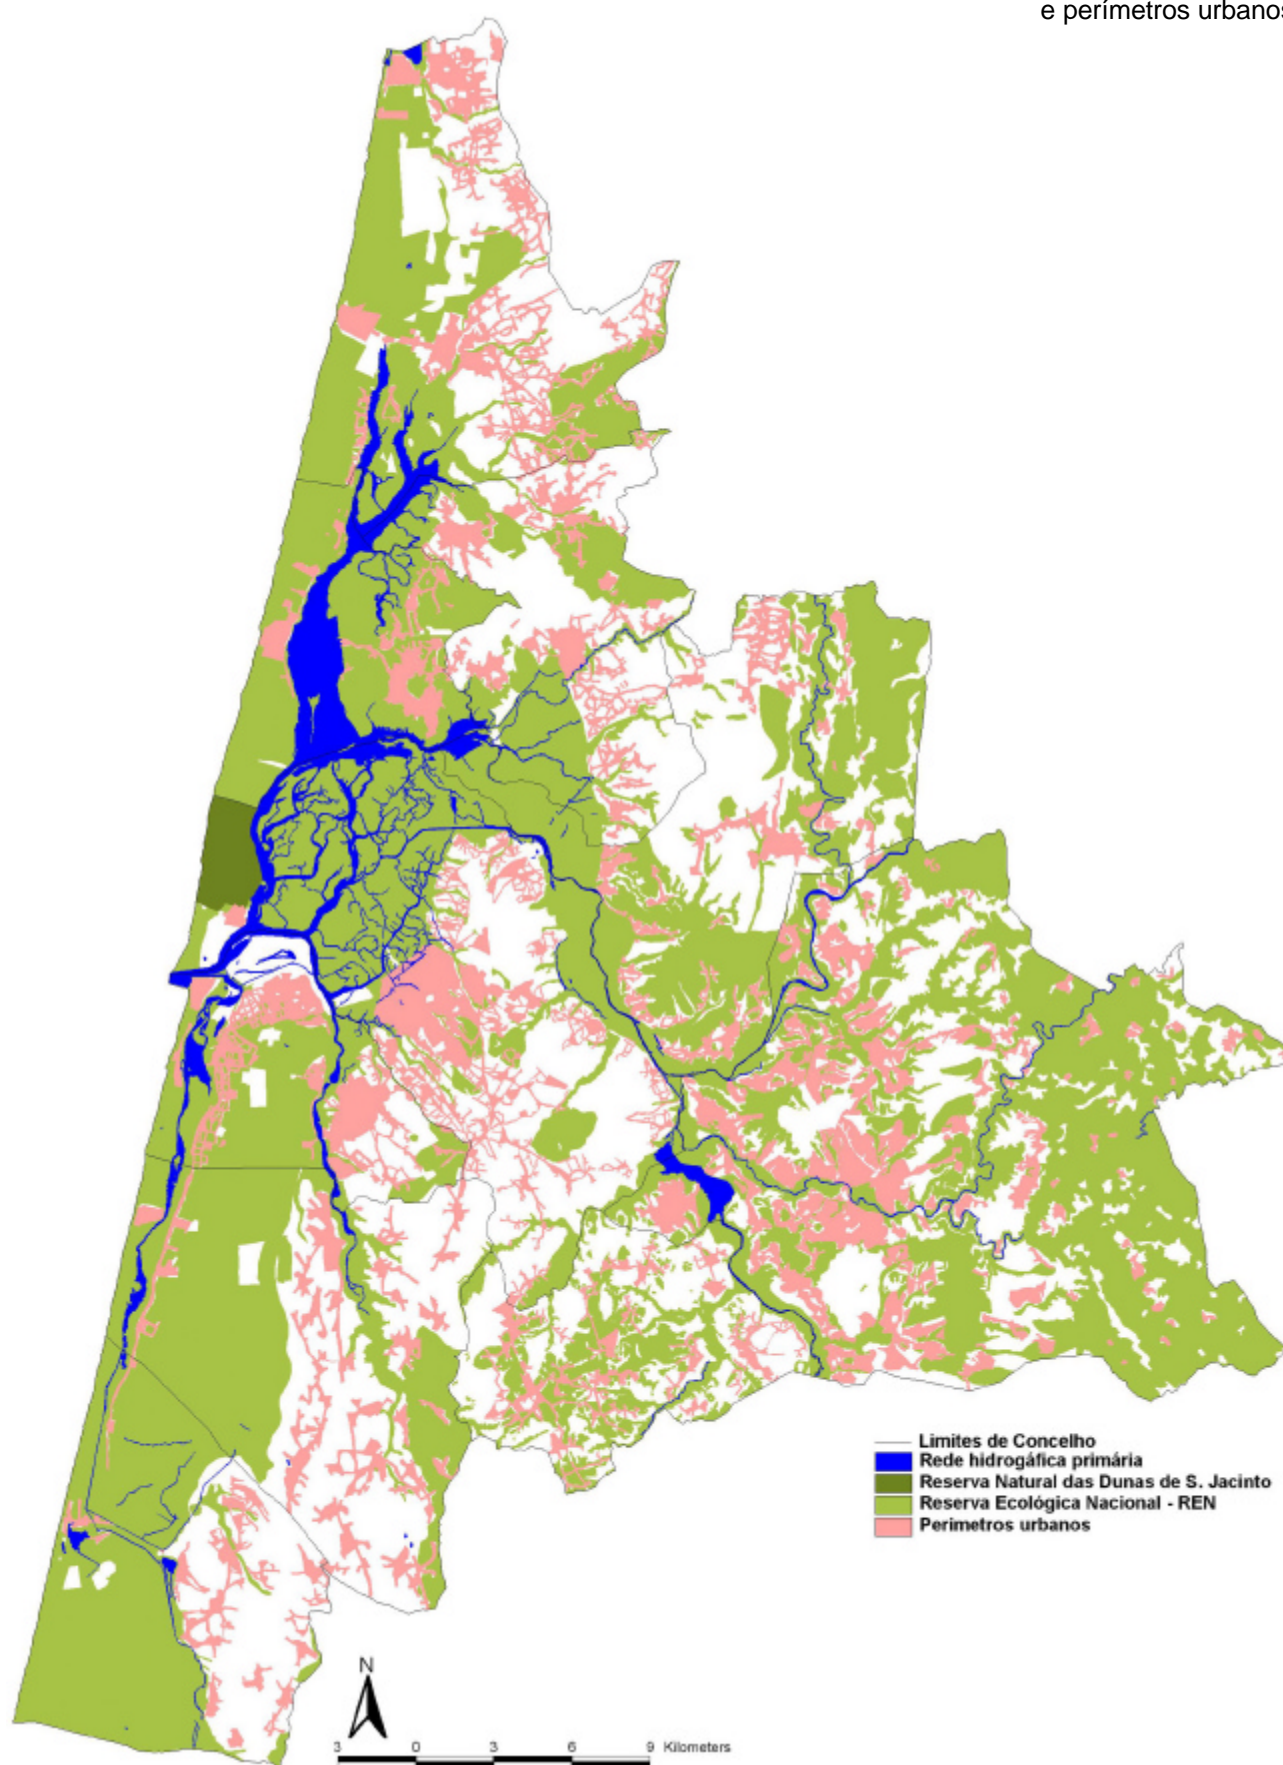 e perímetros urbanos
Limites de Concelho
Rede hidrogáfica primária
Reserva Natural das Dunas de S. Jacinto
Reserva Ecológica Nacional - REN
Perimetros urbanos
N
3 0 3 6 9 Kilometers